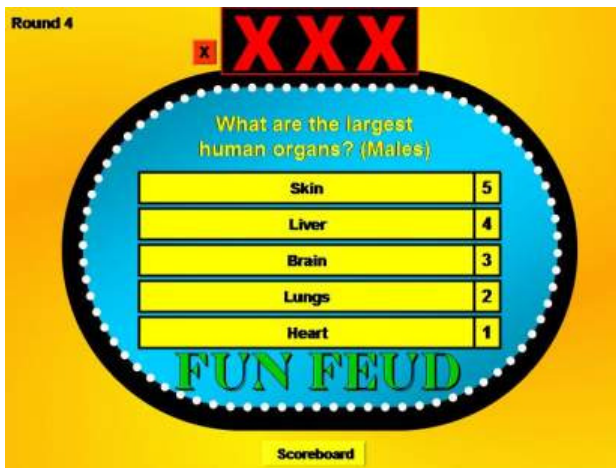 Round 4
X
XXX
What are the largest
human organs? (Males)
Skin 5
Liver 4
Brain 3
Lungs 2
Heart 1
FUN FEUD
Scoreboard